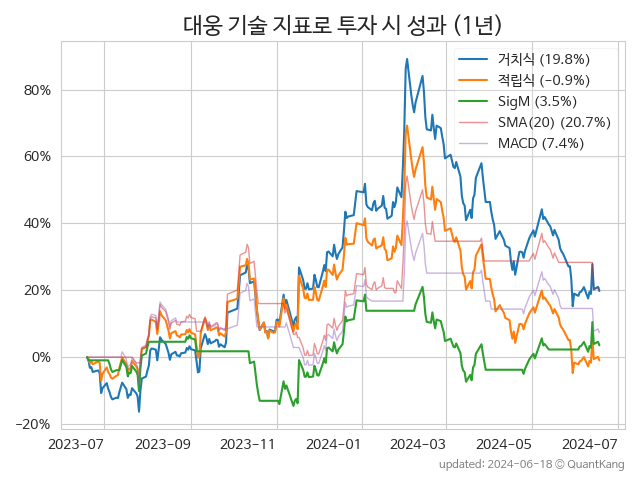 대웅 기술 지표로 투자 시 성과 (1년)
거치식 (19.8%)
적립식 (-0.9%)
SigM (3.5%)
SMA(20) (20.7%)
MACD (7.4%)
80%
60%
40%
20%
0%
-20%
2023-07 2023-09 2023-11 2024-01 2024-03 2024-05 2024-07
updated: 2024-06-18 © QuantKang